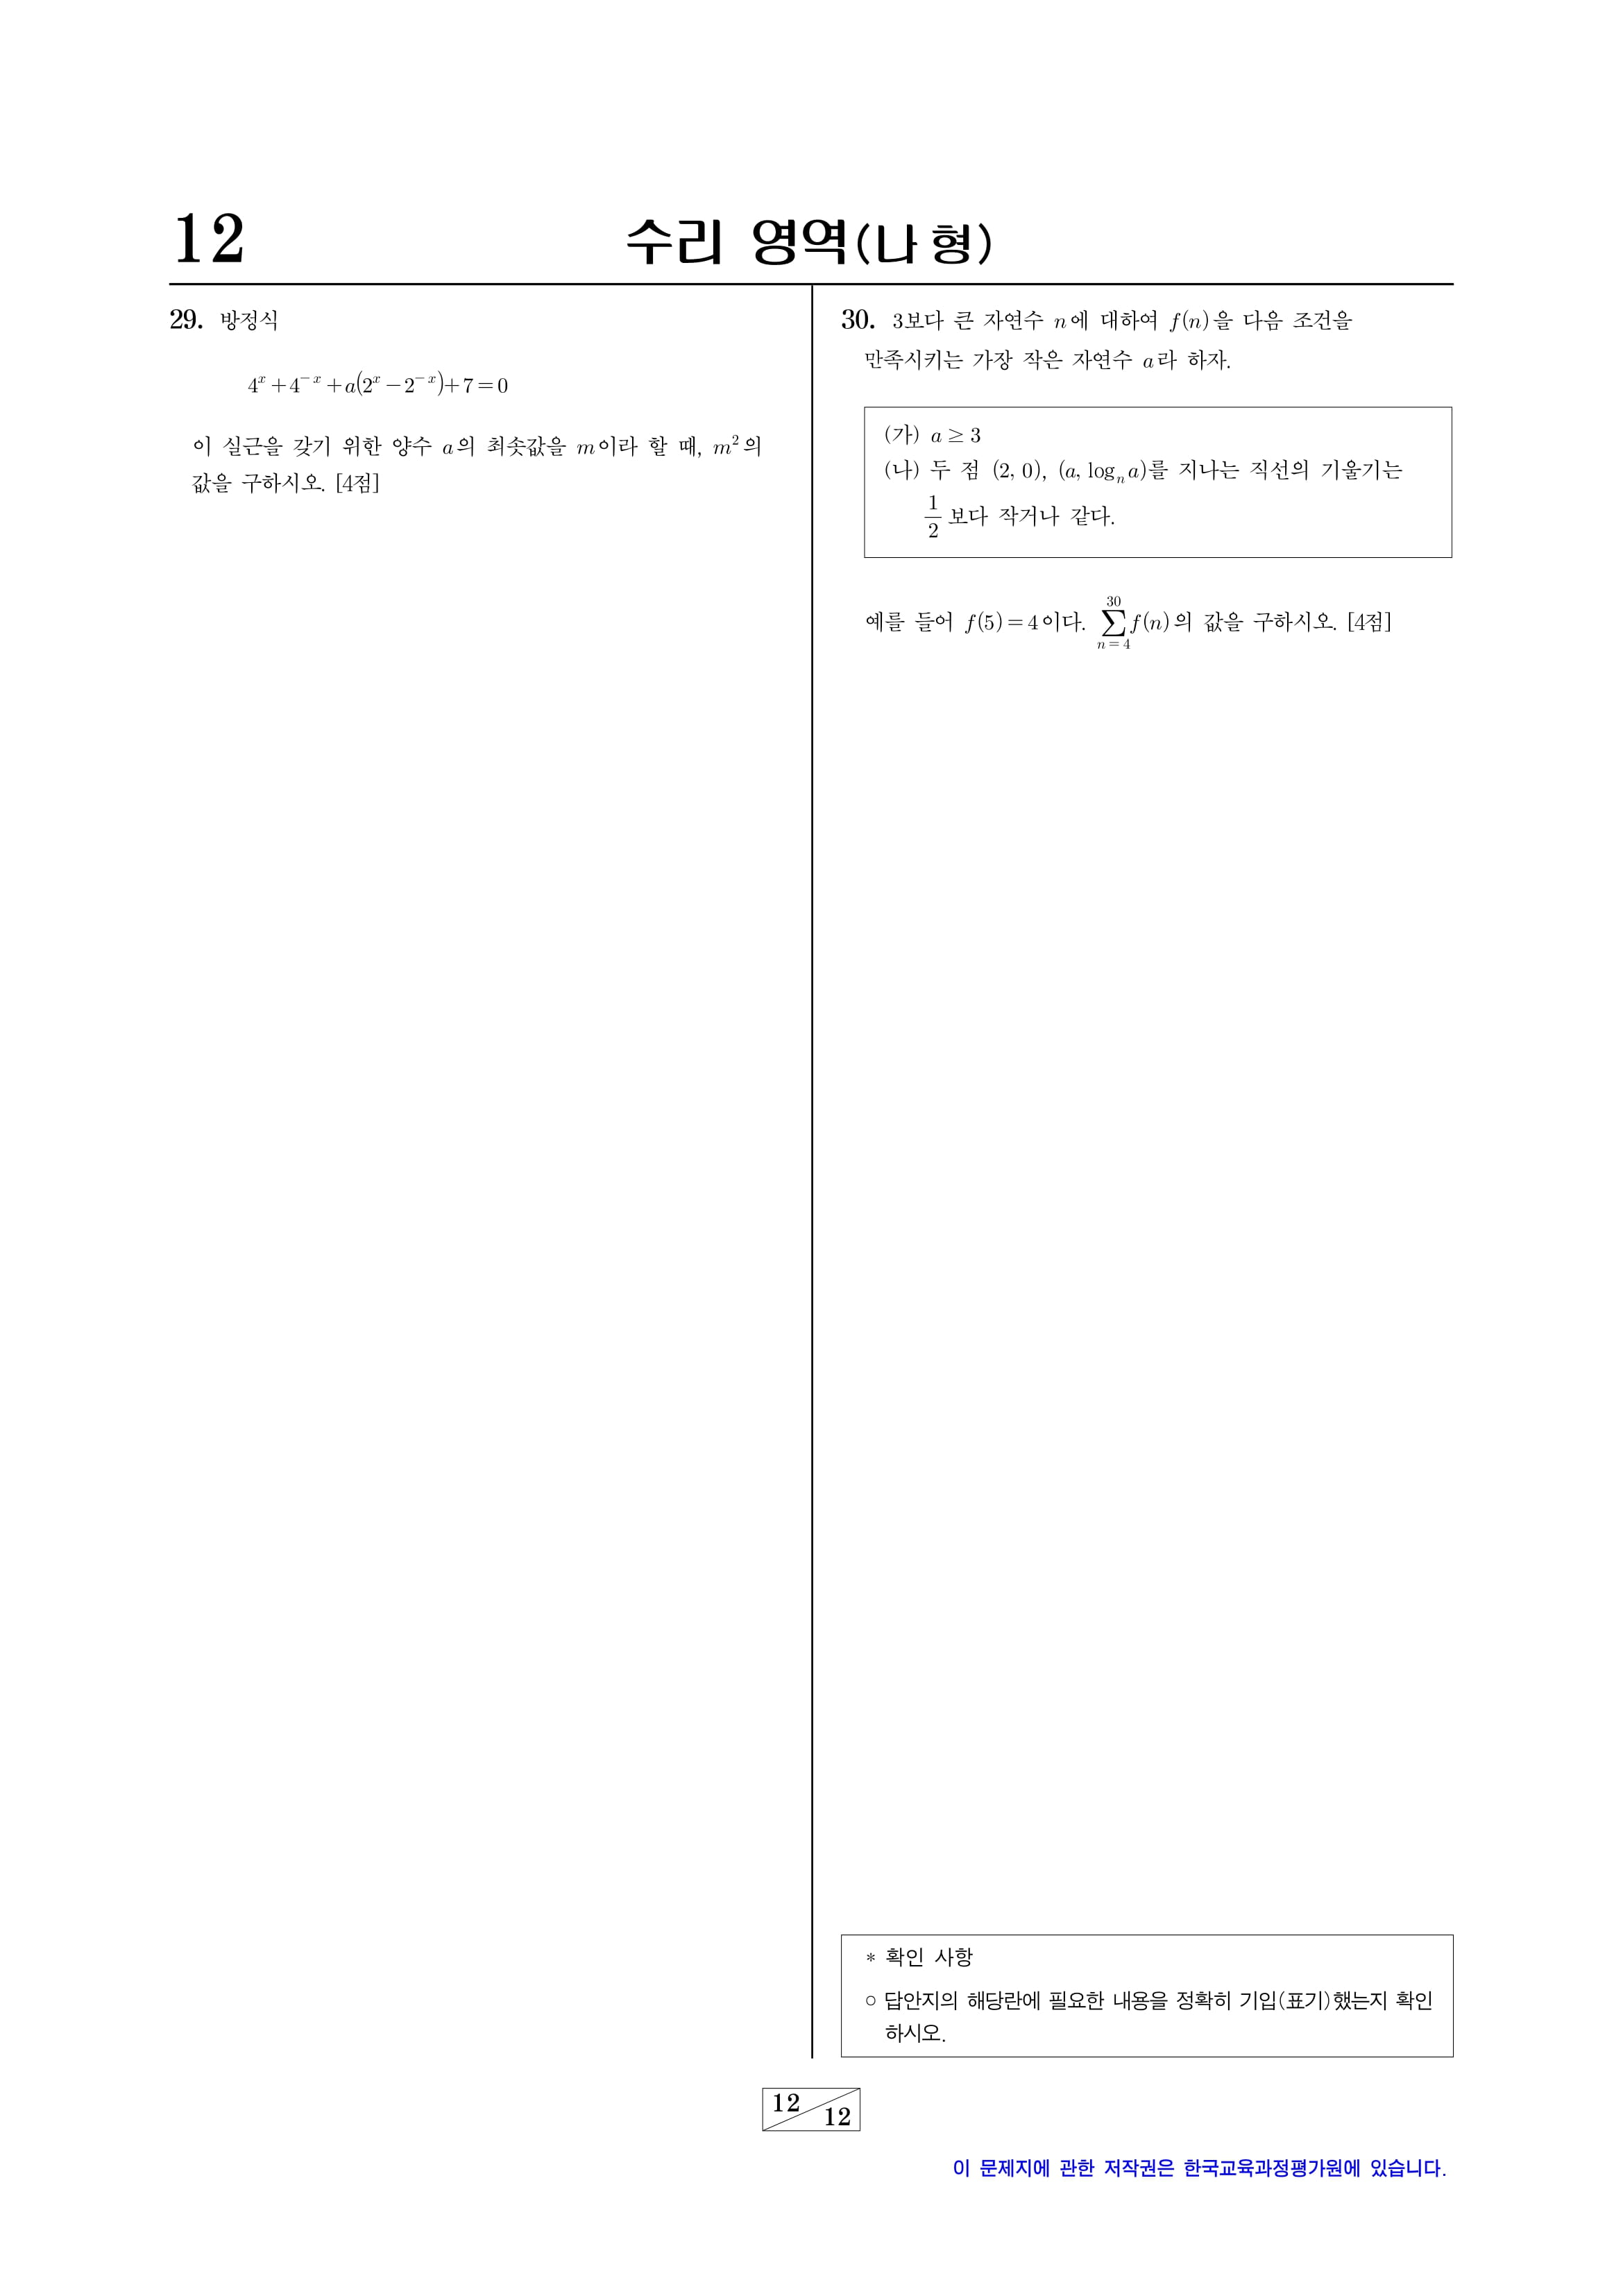 12
수리 영역(나 형)
29. 방정식
4^x + 4^{-x} + a(2^x - 2^{-x}) + 7 = 0
이 실근을 갖기 위한 양수 a의 최솟값을 m이라 할 때, m^2의
값을 구하시오. [4점]
30. 3보다 큰 자연수 n에 대하여 f(n)을 다음 조건을
만족시키는 가장 작은 자연수 a라 하자.
(가) a ≥ 3
(나) 두 점 (2, 0), (a, log_n a)를 지나는 직선의 기울기는
1/2 보다 작거나 같다.
예를 들어 f(5) = 4이다. \sum_{n=4}^{30} f(n)의 값을 구하시오. [4점]
* 확인 사항
○ 답안지의 해당란에 필요한 내용을 정확히 기입(표기)했는지 확인
하시오.
12
12
이 문제지에 관한 저작권은 한국교육과정평가원에 있습니다.